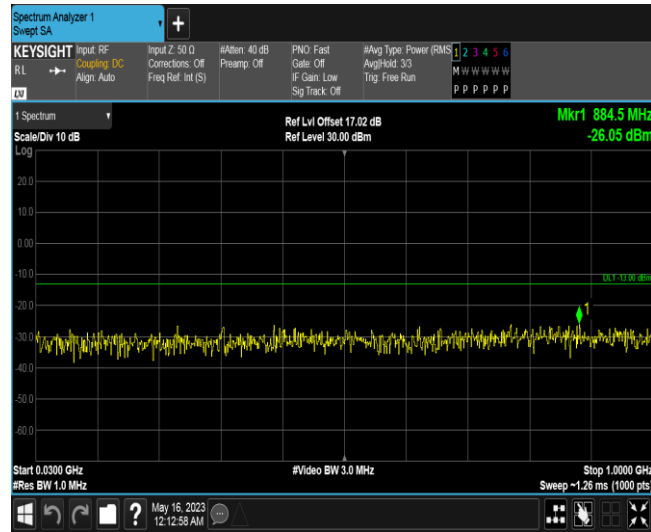 Spectrum Analyzer 1
Swept SA
+
KEYSIGHT Input: RF Input Z: 50 Ω #Atten: 40 dB PNO: Fast #Avg Type: Power (RMS 1 2 3 4 5 6
RL Coupling: DC Corrections: Off Preamp: Off Gate: Off Avg|Hold: 3/3 M W W W W W
Align: Auto Freq Ref: Int (S) IF Gain: Low Trig: Free Run
LXI Sig Track: Off P P P P P P
1 Spectrum Ref Lvl Offset 17.02 dB Mkr1 884.5 MHz
Scale/Div 10 dB Ref Level 30.00 dBm -26.05 dBm
Log
20.0
10.0
0.00
-10.0
DL1 -13.00 dBm
-20.0
1
-30.0
-40.0
-50.0
-60.0
Start 0.0300 GHz #Video BW 3.0 MHz Stop 1.0000 GHz
#Res BW 1.0 MHz Sweep ~1.26 ms (1000 pts)
? May 16, 2023
12:12:58 AM